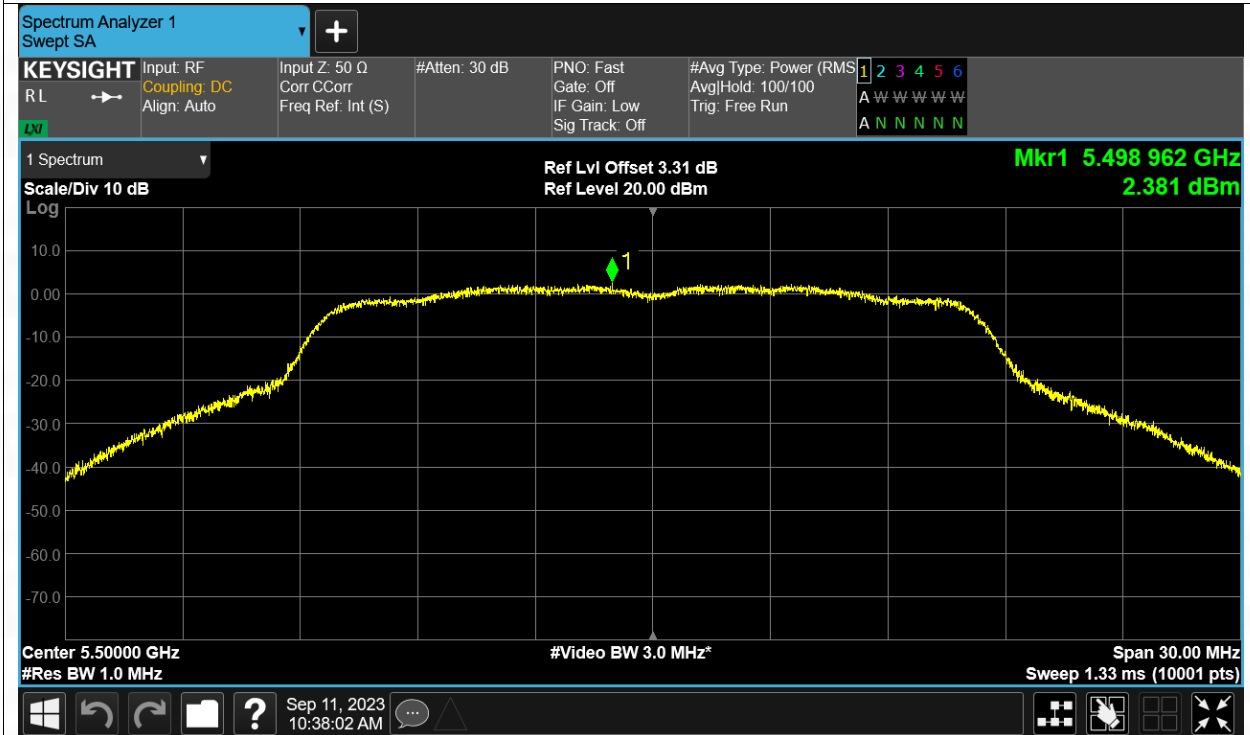 Spectrum Analyzer 1
Swept SA
KEYSIGHT
R L
LXI
Input: RF
Coupling: DC
Align: Auto
Input Z: 50 Ω
Corr CCorr
Freq Ref: Int (S)
#Atten: 30 dB
PNO: Fast
Gate: Off
IF Gain: Low
Sig Track: Off
#Avg Type: Power (RMS
Avg|Hold: 100/100
Trig: Free Run
1 2 3 4 5 6
A W W W W W
A N N N N N
1 Spectrum
Scale/Div 10 dB
Log
Ref Lvl Offset 3.31 dB
Ref Level 20.00 dBm
Mkr1 5.498 962 GHz
2.381 dBm
10.0
0.00
-10.0
-20.0
-30.0
-40.0
-50.0
-60.0
-70.0
1
Center 5.50000 GHz
#Res BW 1.0 MHz
#Video BW 3.0 MHz*
Span 30.00 MHz
Sweep 1.33 ms (10001 pts)
?
Sep 11, 2023
10:38:02 AM